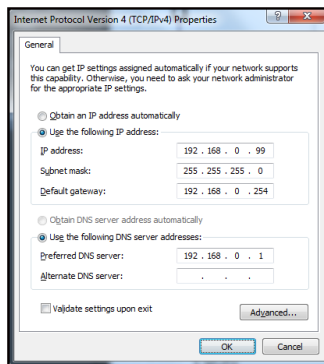 Internet Protocol Version 4 (TCP/IPv4) Properties
General
You can get IP settings assigned automatically if your network supports
this capability. Otherwise, you need to ask your network administrator
for the appropriate IP settings.
Obtain an IP address automatically
Use the following IP address:
IP address: 192 . 168 . 0 . 99
Subnet mask: 255 . 255 . 255 . 0
Default gateway: 192 . 168 . 0 . 254
Obtain DNS server address automatically
Use the following DNS server addresses:
Preferred DNS server: 192 . 168 . 0 . 1
Alternate DNS server: . . .
Validate settings upon exit
Advanced...
OK Cancel